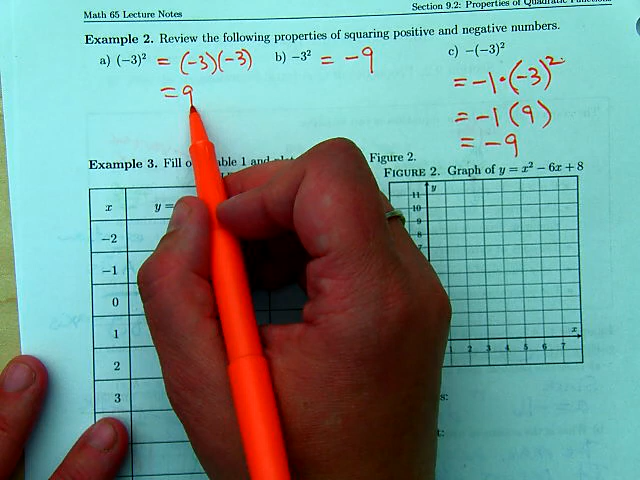 Math 65 Lecture Notes Section 9.2: Properties of Quadratic Functions
Example 2. Review the following properties of squaring positive and negative numbers.
a) (−3)² = (-3)(-3) b) −3² = -9 c) −(−3)²
= 9
= -1·(-3)²
= -1(9)
= -9
Example 3. Fill Table 1 and Figure 2.
FIGURE 2. Graph of y = x² − 6x + 8
x y =
−2
−1
0
1
2
3
y
11
10
9
8
7
x
1 2 3 4 5 6 7